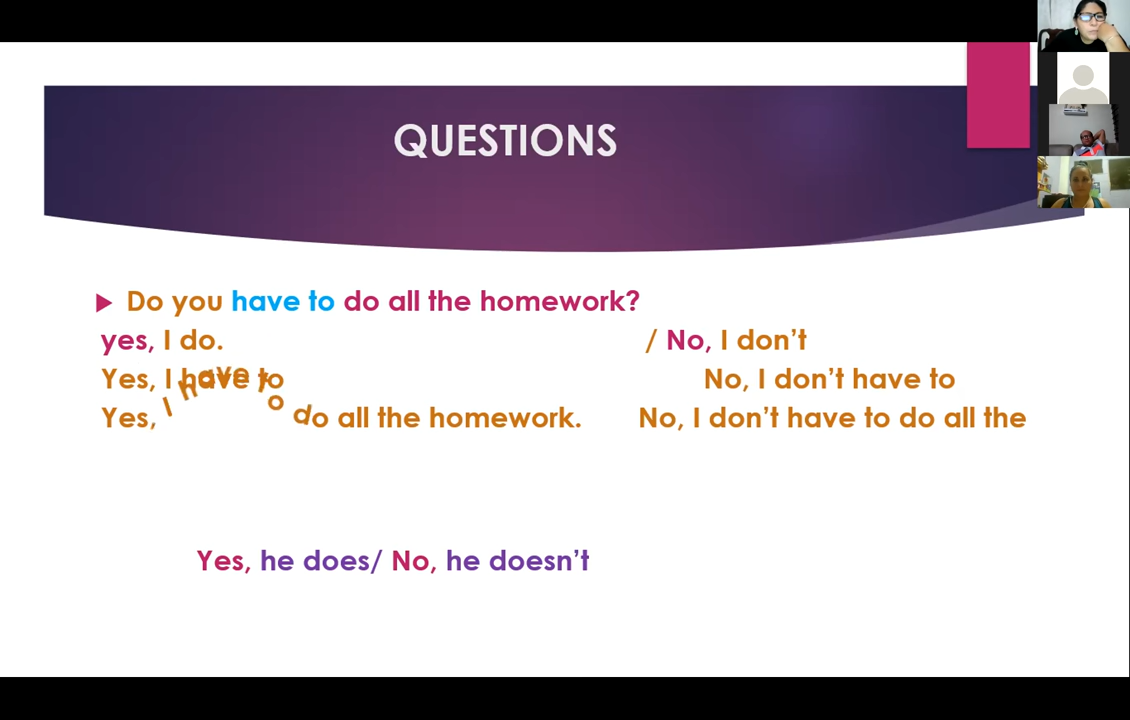 QUESTIONS
Do you have to do all the homework?
yes, I do. / No, I don't
Yes, I have to No, I don't have to
Yes, I have to do all the homework. No, I don't have to do all the
Yes, he does/ No, he doesn't